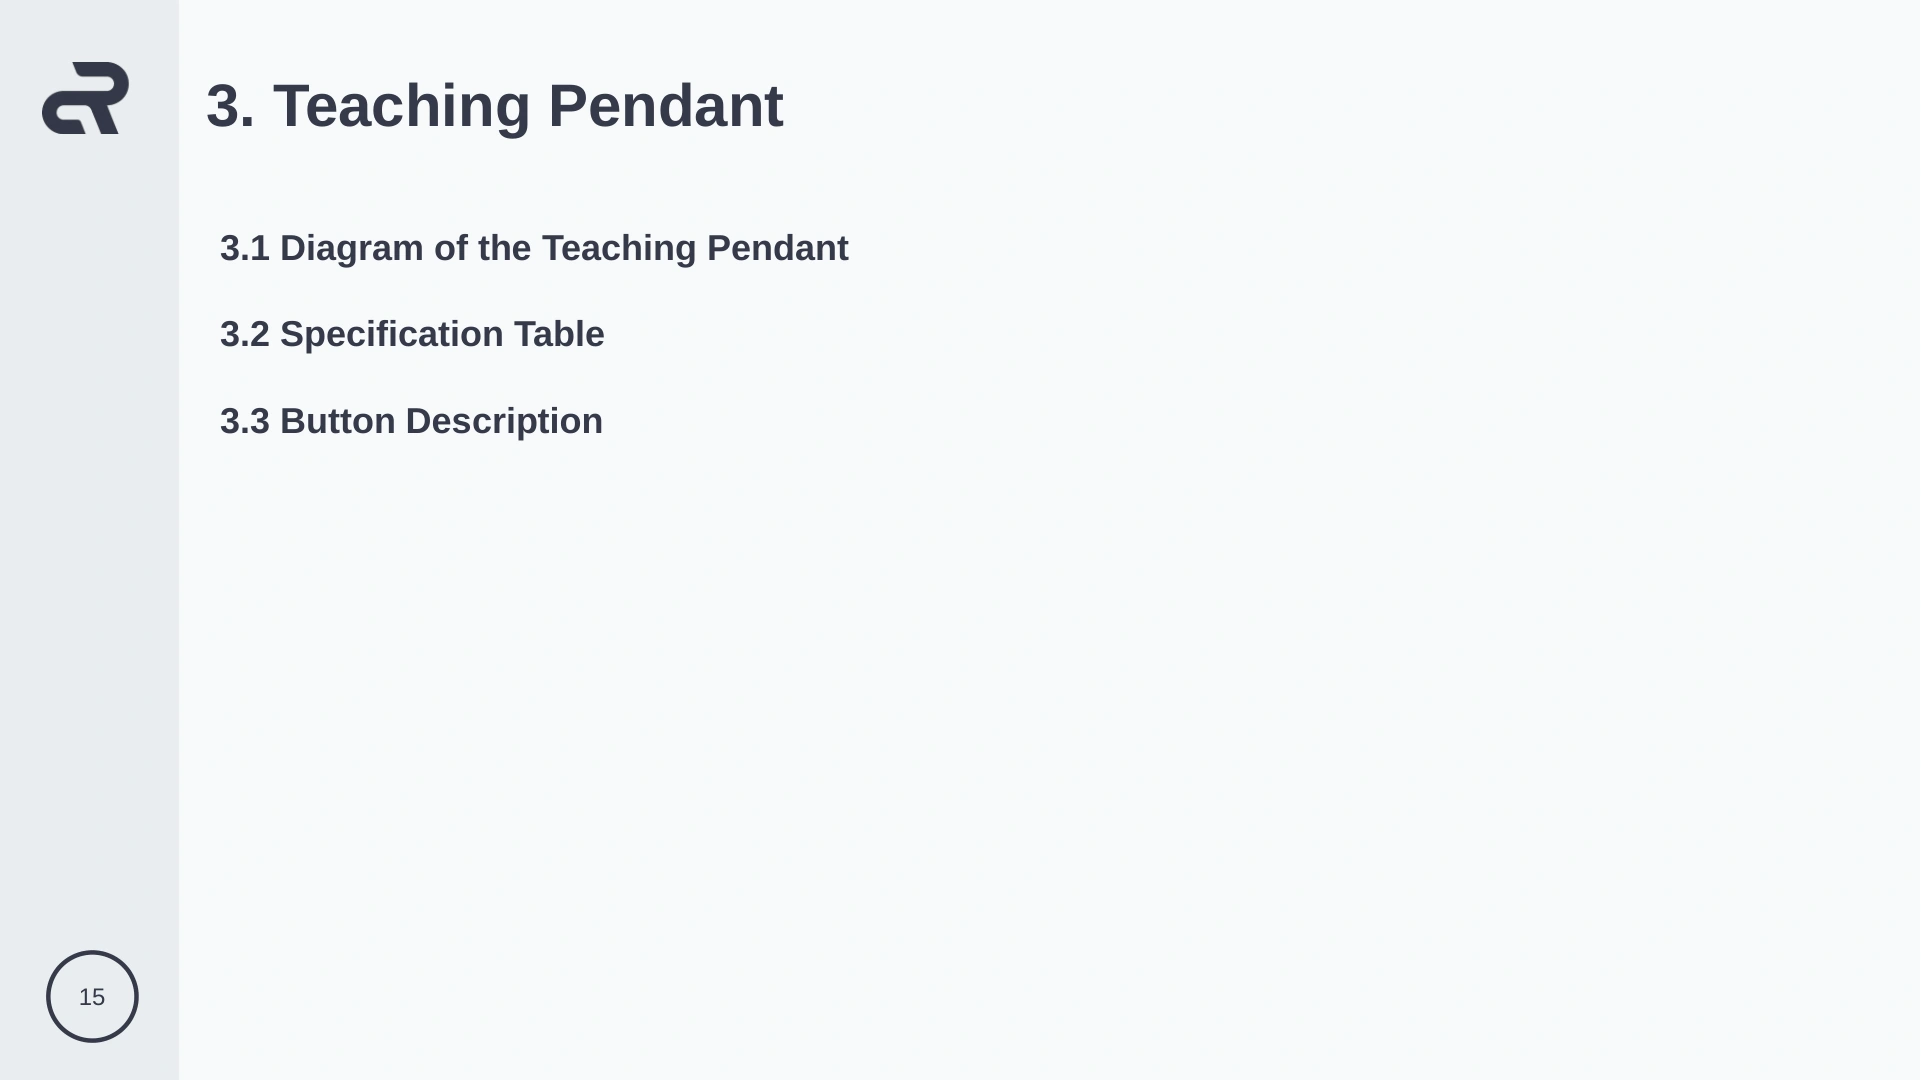 3. Teaching Pendant
3.1 Diagram of the Teaching Pendant
3.2 Specification Table
3.3 Button Description
15